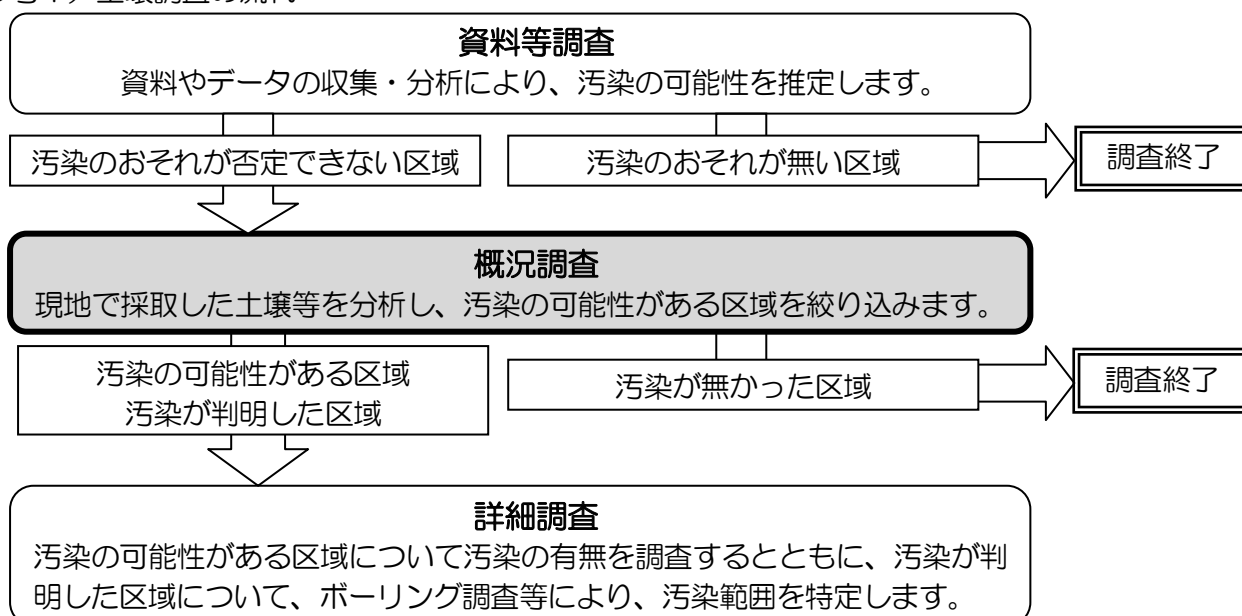 資料等調査
資料やデータの収集・分析により、汚染の可能性を推定します。
汚染のおそれが否定できない区域
汚染のおそれが無い区域
調査終了
概況調査
現地で採取した土壌等を分析し、汚染の可能性がある区域を絞り込みます。
汚染の可能性がある区域
汚染が判明した区域
汚染が無かった区域
調査終了
詳細調査
汚染の可能性がある区域について汚染の有無を調査するとともに、汚染が判
明した区域について、ボーリング調査等により、汚染範囲を特定します。